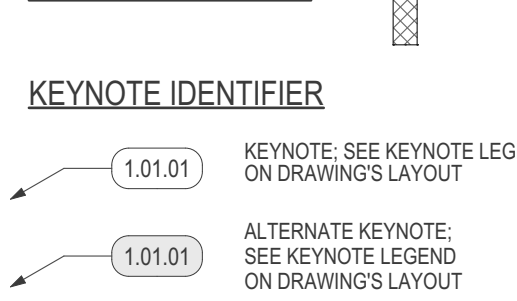 KEYNOTE IDENTIFIER
1.01.01
KEYNOTE; SEE KEYNOTE LEG
ON DRAWING'S LAYOUT
1.01.01
ALTERNATE KEYNOTE;
SEE KEYNOTE LEGEND
ON DRAWING'S LAYOUT